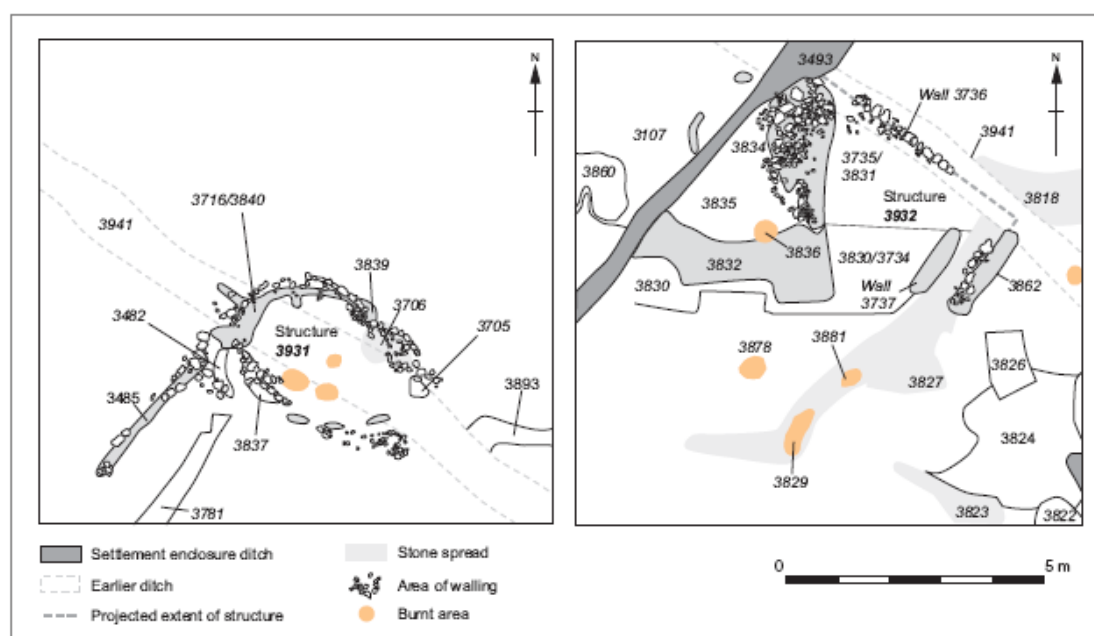 N
3941
3716/3840
3839
3706
3482
Structure
3931
3705
3485
3893
3837
3781
N
3493
Wall 3736
3107
3834
3941
3735/
3831
3860
3818
3835
Structure
3932
3836
3832
3830/3734
3830
Wall
3737
3862
3878
3881
3826
3827
3824
3829
3823
3822
Settlement enclosure ditch
Stone spread
Earlier ditch
Area of walling
Projected extent of structure
Burnt area
0
5 m